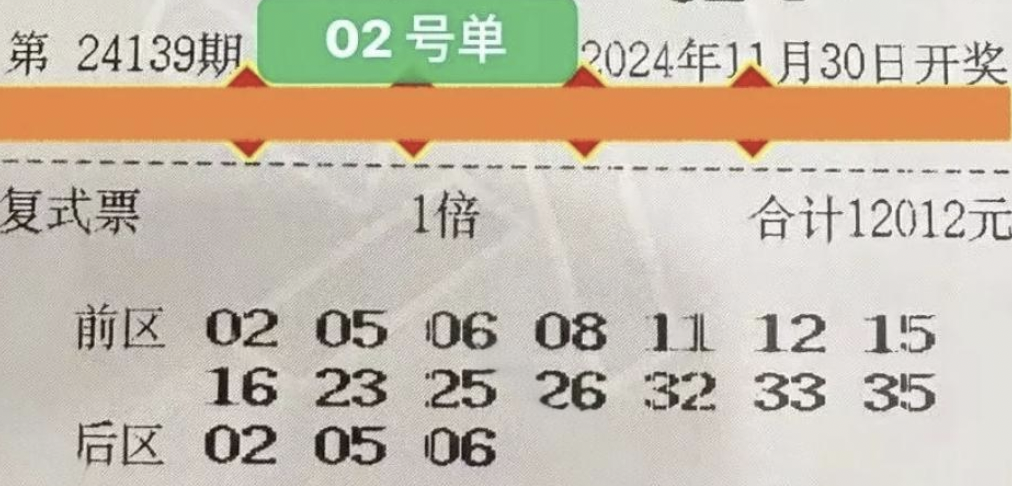 02号单
第 24139期 2024年11月30日开奖
复式票 1倍 合计12012元
前区 02 05 06 08 11 12 15
16 23 25 26 32 33 35
后区 02 05 06